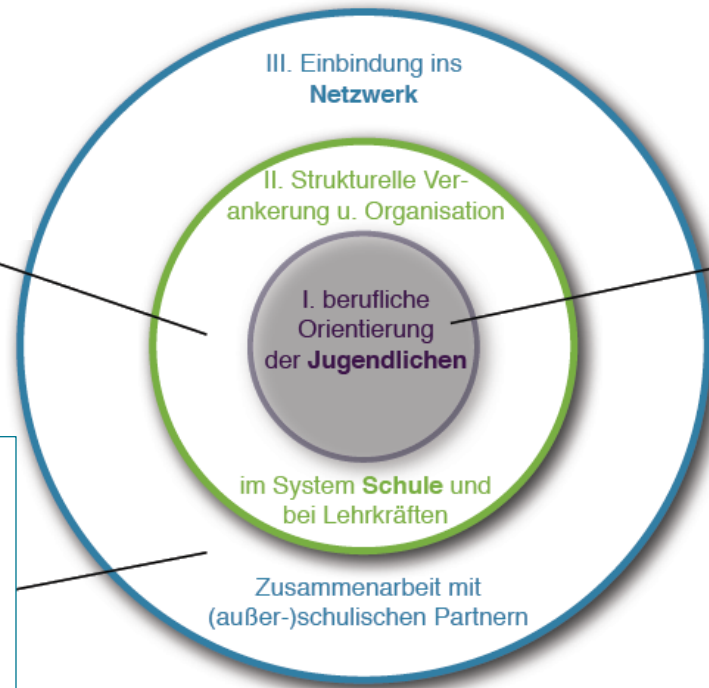 III. Einbindung ins
Netzwerk
II. Strukturelle Ver-
ankerung u. Organisation
I. berufliche
Orientierung
der Jugendlichen
im System Schule und
bei Lehrkräften
Zusammenarbeit mit
(außer-)schulischen Partnern